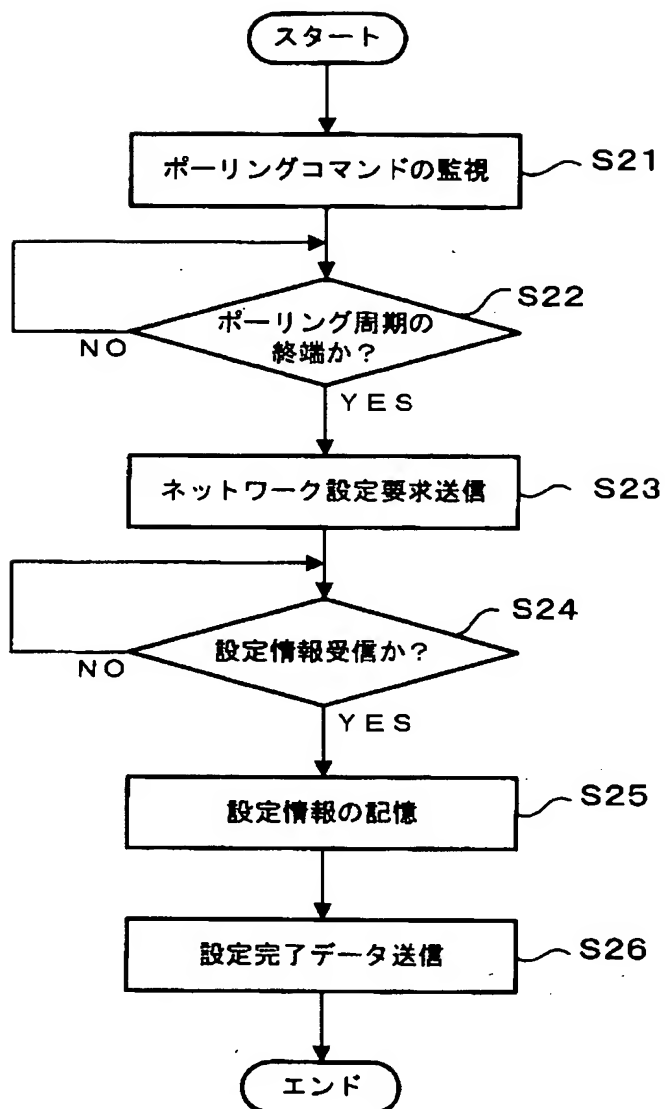 スタート
ポーリングコマンドの監視
S21
S22
ポーリング周期の
終端か？
NO
YES
ネットワーク設定要求送信
S23
S24
設定情報受信か？
NO
YES
設定情報の記憶
S25
設定完了データ送信
S26
エンド